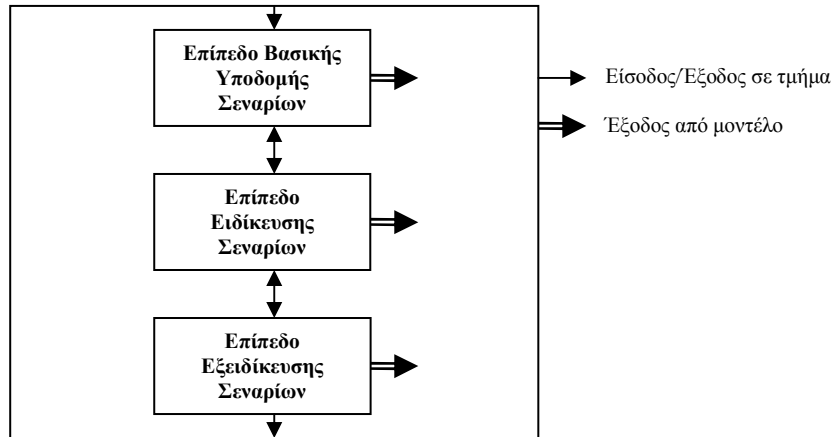 Επίπεδο Βασικής
Υποδομής
Σεναρίων
Είσοδος/Έξοδος σε τμήμα
Έξοδος από μοντέλο
Επίπεδο
Ειδίκευσης
Σεναρίων
Επίπεδο
Εξειδίκευσης
Σεναρίων